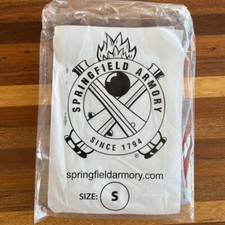 SPRINGFIELD ARMORY
SINCE 1794
®
springfieldarmory.com
SIZE: S